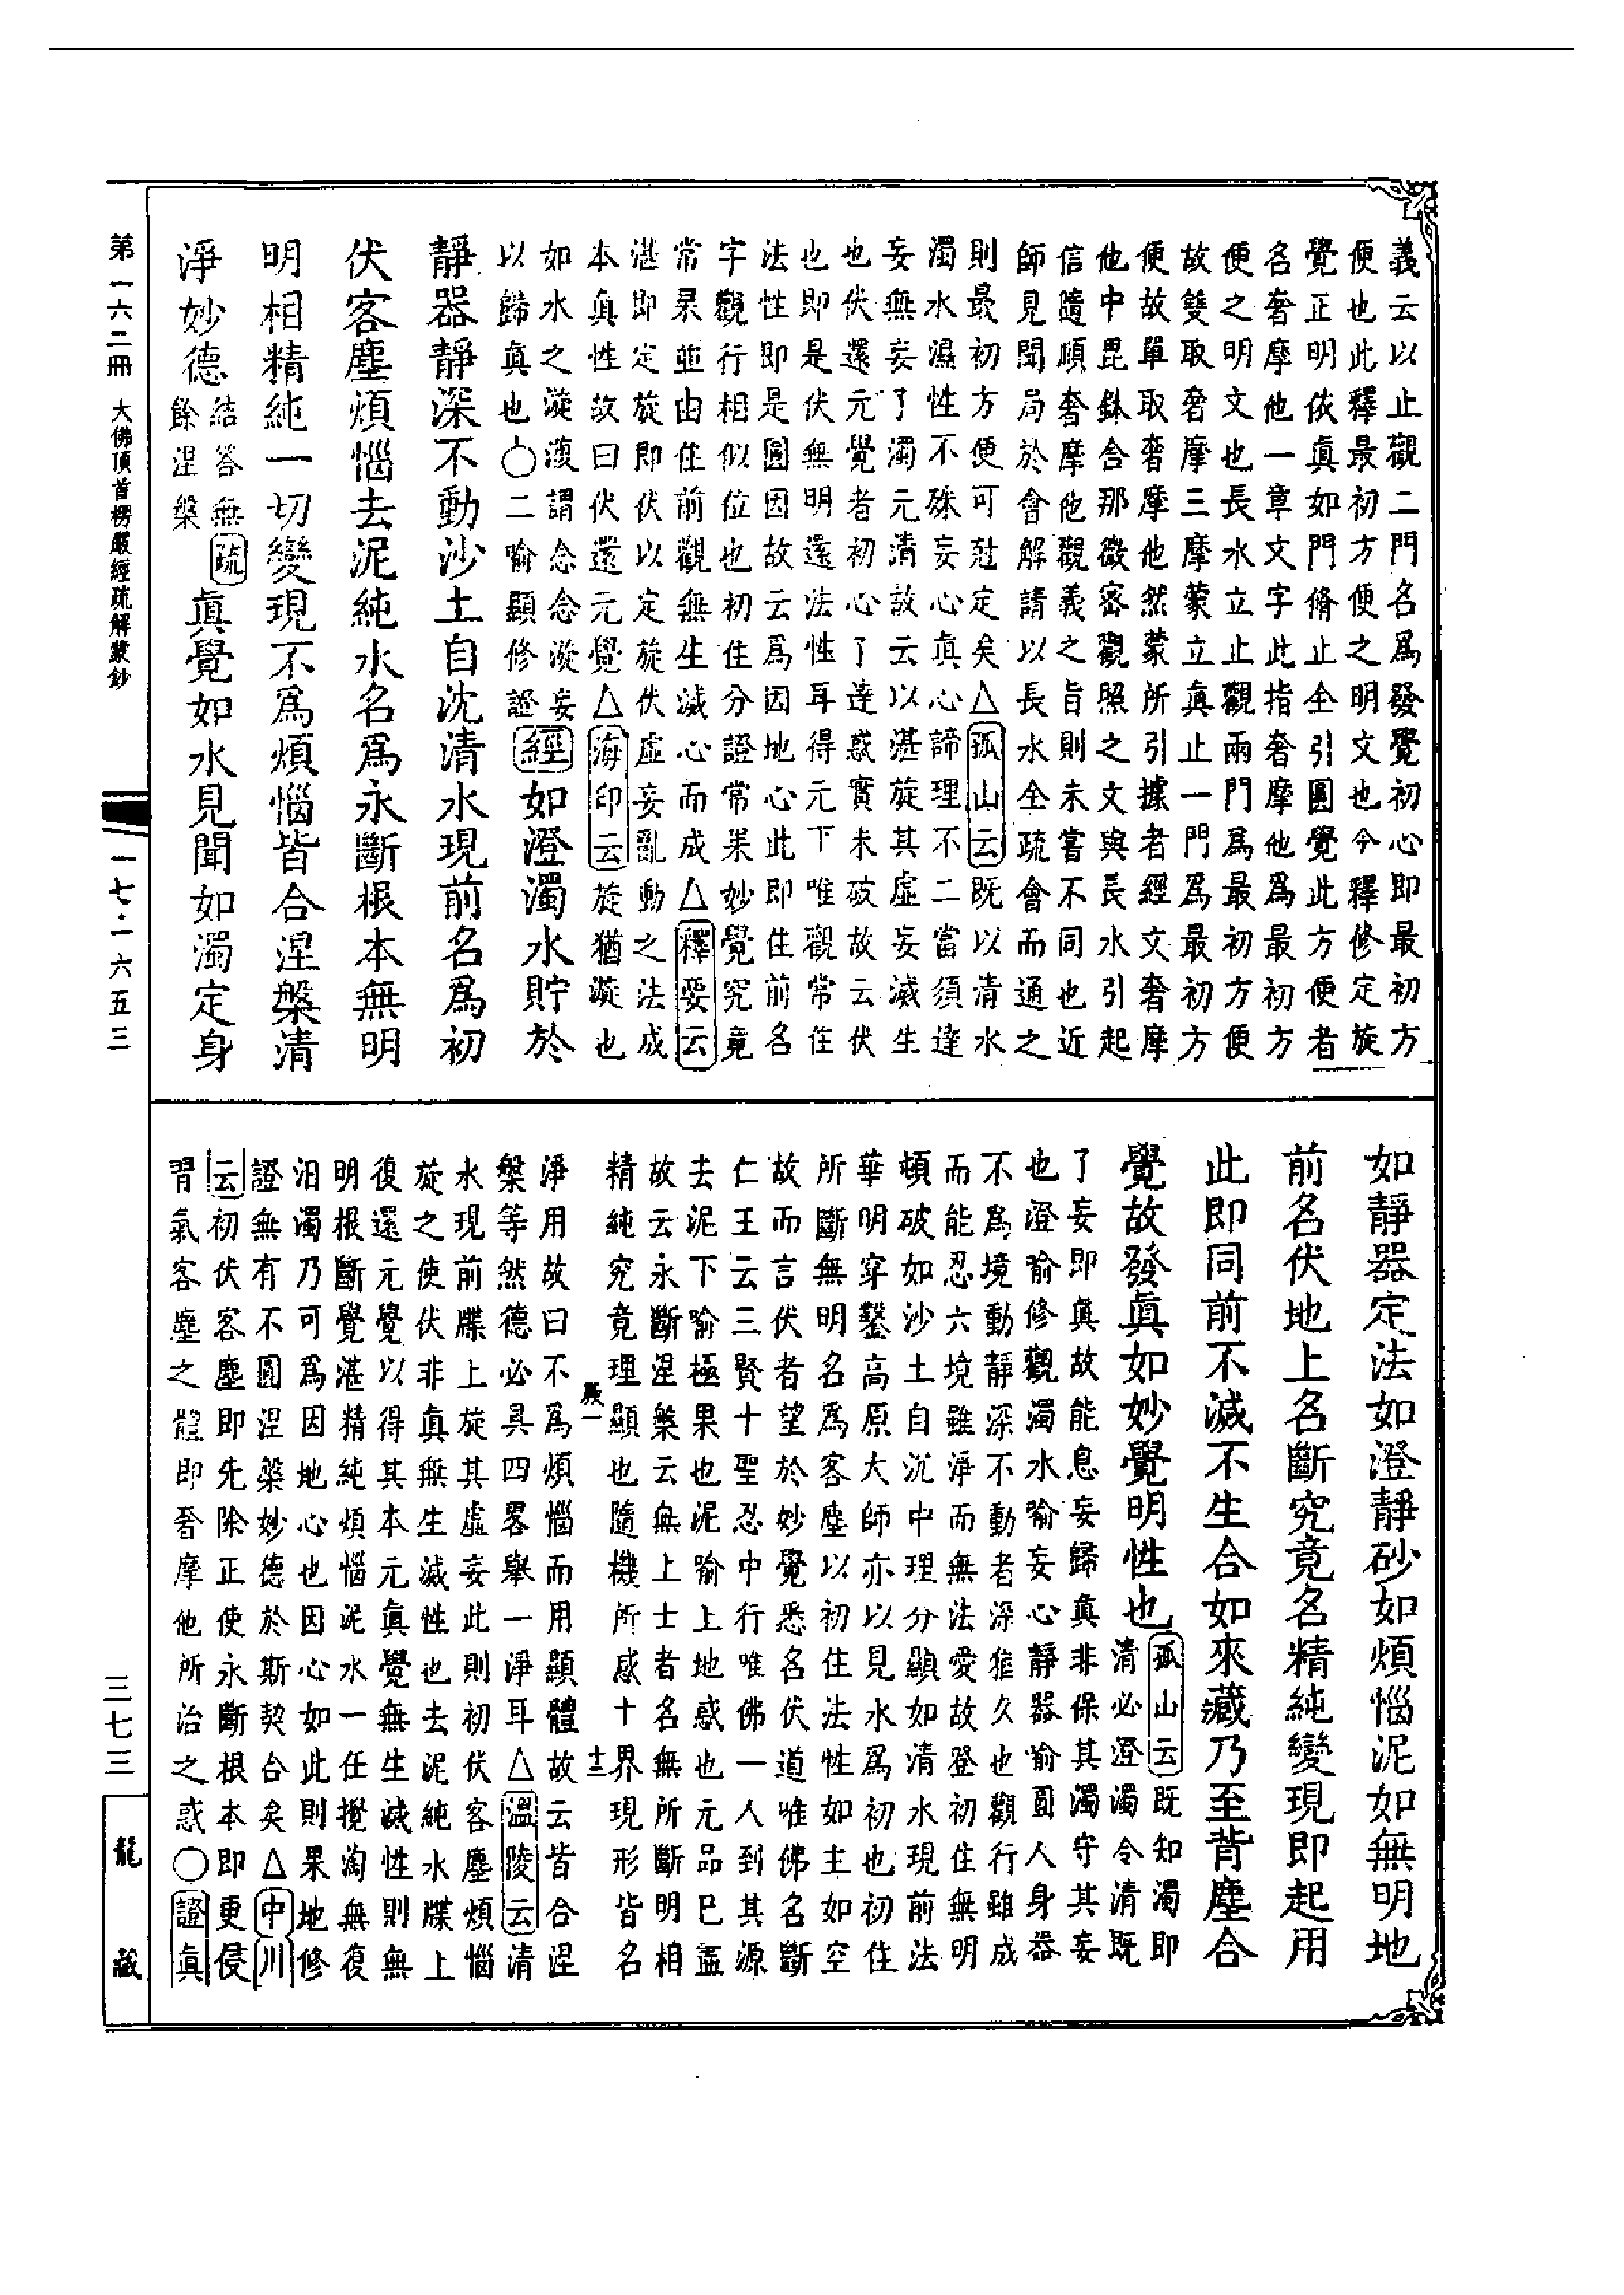 義云以止觀二門名爲發覺初心即最初方
便也此釋最初方便之明文也今釋修定旋
覺正明依眞如門脩止全引圓覺此方便者
名奢摩他一章文字此指奢摩他爲最初方
便之明文也長水立止觀兩門爲最初方便
故雙取奢摩三摩蒙立眞止一門爲最初方
便故單取奢摩他然蒙所引據者經文奢摩
他中毘鉢合那微密觀照之文與長水引起
信隨順奢摩他觀義之旨則未嘗不同也近
師見聞局於會解請以長水全疏會而通之
則最初方便可尅定矣△孤山云既以清水
濁水濕性不殊妄心眞心諦理不二當須達
妄無妄了濁元清故云以湛旋其虛妄滅生
也伏還元覺者初心了達惑實未破故云伏
也即是伏無明還法性耳得元下唯觀常住
法性即是圓因故云爲因地心此即住前名
字觀行相似位也初住分證常果妙覺究竟
常果並由住前觀無生滅心而成△釋要云
湛即定旋即伏以定旋伏虛妄亂動之法成
本眞性故曰伏還元覺△海印云旋猶漩也
如水之漩澓謂念念漩妄
以歸眞也○二喻顯修證經如澄濁水貯於
靜器靜深不動沙土自沈清水現前名爲初
伏客塵煩惱去泥純水名爲永斷根本無明
明相精純一切變現不爲煩惱皆合涅槃清
淨妙德結答無
餘涅槃疏眞覺如水見聞如濁定身
如靜器定法如澄靜砂如煩惱泥如無明地
前名伏地上名斷究竟名精純變現即起用
此即同前不滅不生合如來藏乃至背塵合
覺故發眞如妙覺明性也孤山云既知濁即
清必澄濁令清既
了妄即眞故能息妄歸眞非保其濁守其妄
也澄喻修觀濁水喻妄心靜器喻圓人身器
不爲境動靜深不動者深推久也觀行雖成
而能忍六境雖淨而無法愛故登初住無明
頓破如沙土自沉中理分顯如清水現前法
華明穿鑿高原大師亦以見水爲初也初住
所斷無明名爲客塵以初住法性如主如空
故而言伏者望於妙覺悉名伏道唯佛名斷
仁王云三賢十聖忍中行唯佛一人到其源
去泥下喻極果也泥喻上地惑也元品已盡
故云永斷涅槃云無上士者名無所斷明相
精純究竟理顯也隨機所感十界現形皆名
淨用故曰不爲煩惱而用顯體故云皆合涅
槃等然德必具四畧舉一淨耳△溫陵云清
水現前牒上旋其虛妄此則初伏客塵煩惱
旋之使伏非眞無生滅性也去泥純水牒上
復還元覺以得其本元眞覺無生滅性則無
明根斷覺湛精純煩惱泥水一任攪淘無復
汩濁乃可爲因地心也因心如此則果地修
證無有不圓涅槃妙德於斯契合矣△中川
云初伏客塵即先除正使永斷根本即更侵
習氣客塵之龍即奢摩他所治之惑○證眞
第一六二冊 大佛頂首楞嚴經疏解蒙鈔
一七·一六五三
三七三
龍藏
十二